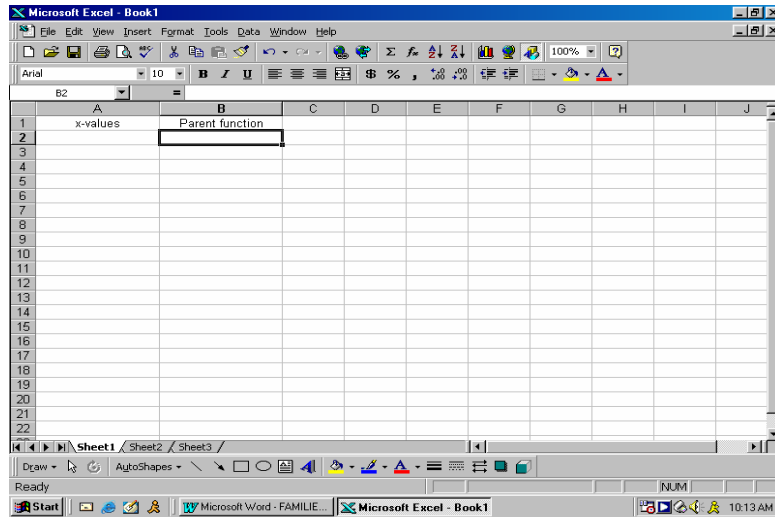 Microsoft Excel - Book1
File Edit View Insert Format Tools Data Window Help
100%
Arial 10 B I U $ % ,
B2 =
A B C D E F G H I J
1 x-values Parent function
2
3
4
5
6
7
8
9
10
11
12
13
14
15
16
17
18
19
20
21
22
Sheet1 Sheet2 Sheet3
Draw AutoShapes
Ready NUM
Start Microsoft Word - FAMILIE... Microsoft Excel - Book1 10:13 AM